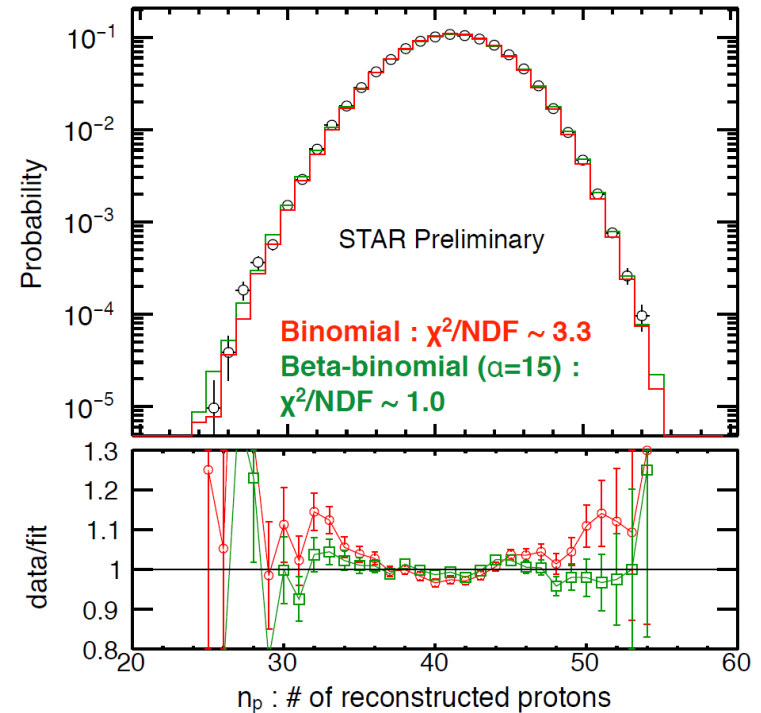 10⁻¹
10⁻²
10⁻³
10⁻⁴
10⁻⁵
Probability
STAR Preliminary
Binomial : χ²/NDF ~ 3.3
Beta-binomial (α=15) :
χ²/NDF ~ 1.0
1.3
1.2
1.1
1
0.9
0.8
data/fit
20 30 40 50 60
nₚ : # of reconstructed protons